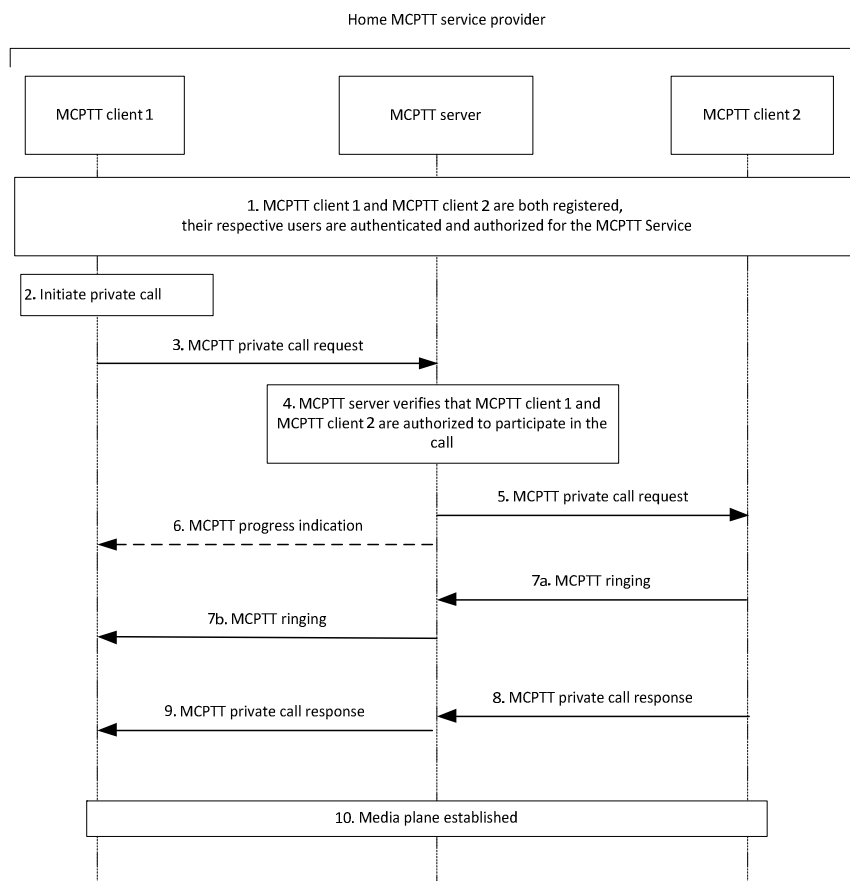 Home MCPTT service provider
MCPTT client 1
MCPTT server
MCPTT client 2
1. MCPTT client 1 and MCPTT client 2 are both registered,
their respective users are authenticated and authorized for the MCPTT Service
2. Initiate private call
3. MCPTT private call request
4. MCPTT server verifies that MCPTT client 1 and
MCPTT client 2 are authorized to participate in the
call
5. MCPTT private call request
6. MCPTT progress indication
7a. MCPTT ringing
7b. MCPTT ringing
8. MCPTT private call response
9. MCPTT private call response
10. Media plane established